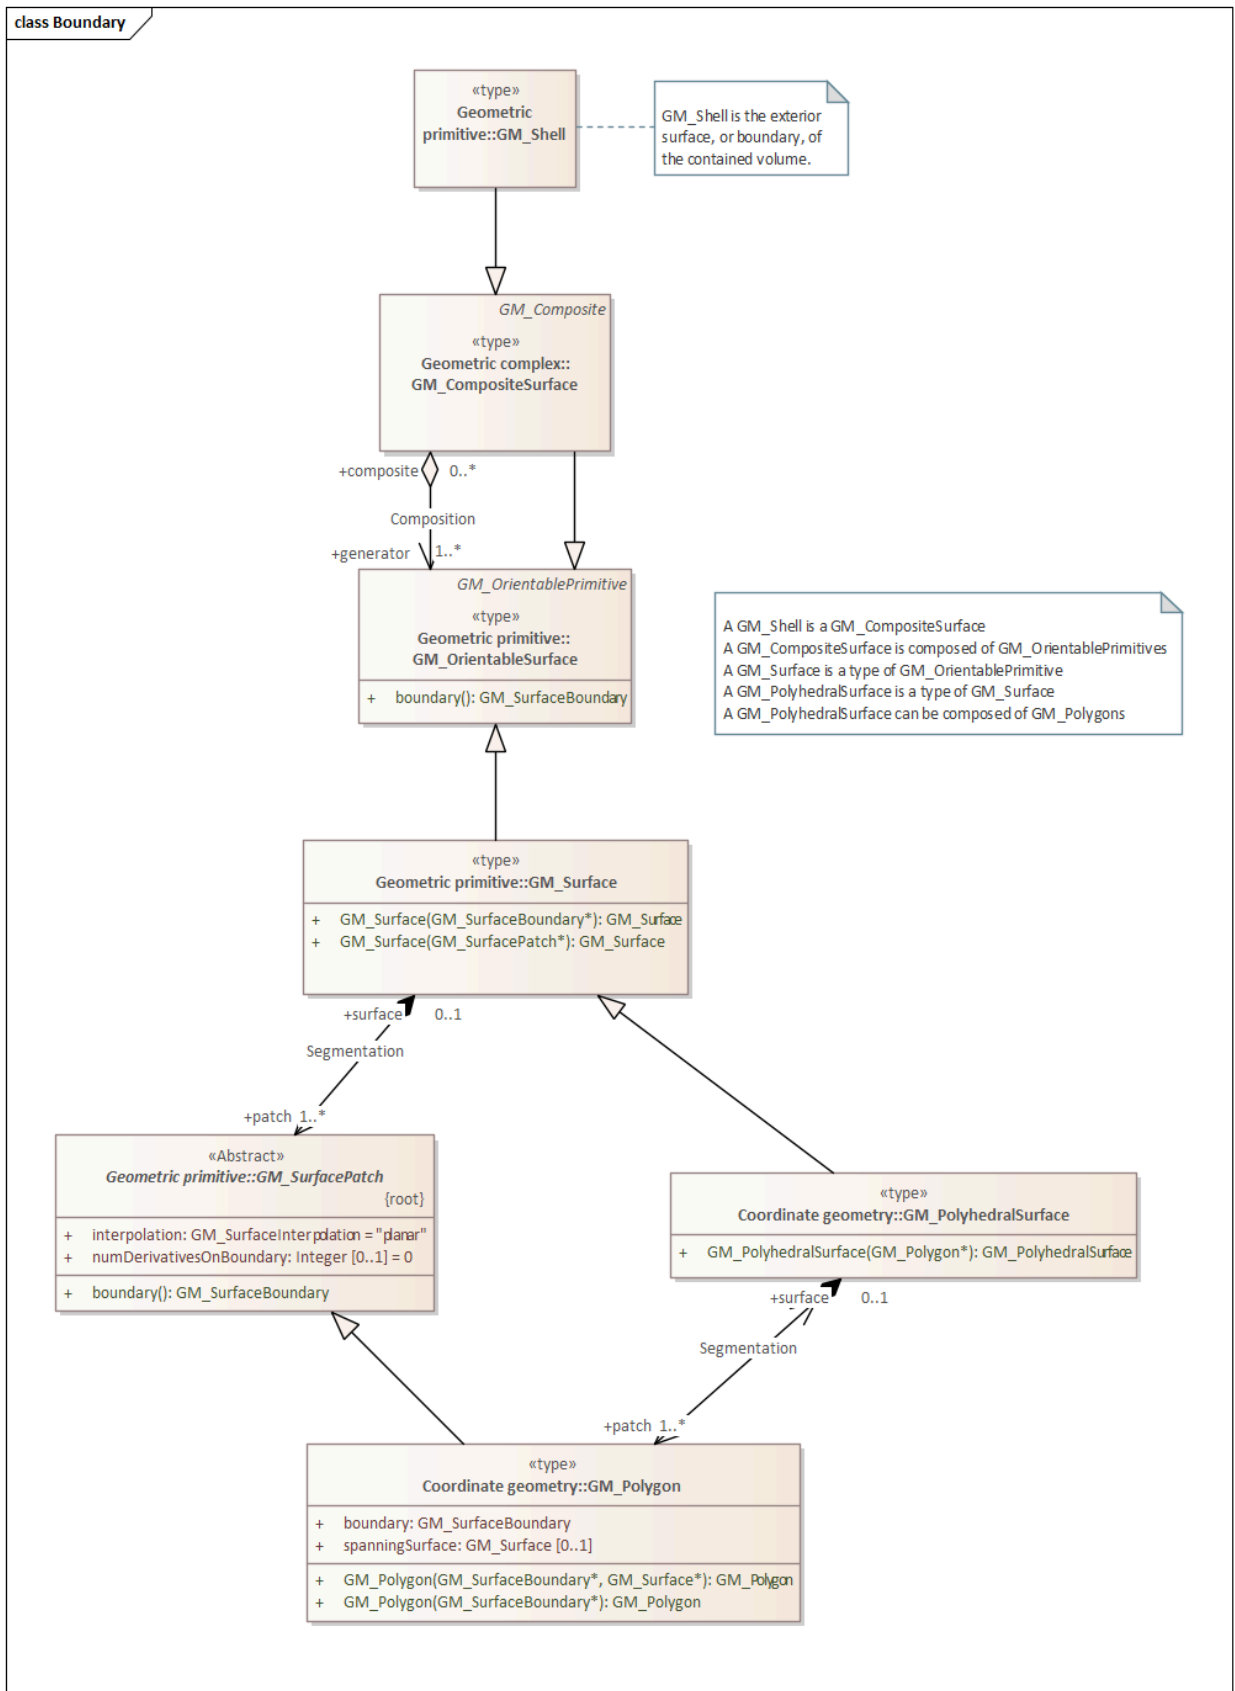 class Boundary
«type»
Geometric
primitive::GM_Shell
GM_Shell is the exterior
surface, or boundary, of
the contained volume.
GM_Composite
«type»
Geometric complex::
GM_CompositeSurface
+composite 0..*
Composition
+generator 1..*
GM_OrientablePrimitive
«type»
Geometric primitive::
GM_OrientableSurface
+ boundary(): GM_SurfaceBoundary
A GM_Shell is a GM_CompositeSurface
A GM_CompositeSurface is composed of GM_OrientablePrimitives
A GM_Surface is a type of GM_OrientablePrimitive
A GM_PolyhedralSurface is a type of GM_Surface
A GM_PolyhedralSurface can be composed of GM_Polygons
«type»
Geometric primitive::GM_Surface
+ GM_Surface(GM_SurfaceBoundary*): GM_Surface
+ GM_Surface(GM_SurfacePatch*): GM_Surface
+surface 0..1
Segmentation
+patch 1..*
«Abstract»
Geometric primitive::GM_SurfacePatch
{root}
+ interpolation: GM_SurfaceInterpolation = "planar"
+ numDerivativesOnBoundary: Integer [0..1] = 0
+ boundary(): GM_SurfaceBoundary
«type»
Coordinate geometry::GM_PolyhedralSurface
+ GM_PolyhedralSurface(GM_Polygon*): GM_PolyhedralSurface
+surface 0..1
Segmentation
+patch 1..*
«type»
Coordinate geometry::GM_Polygon
+ boundary: GM_SurfaceBoundary
+ spanningSurface: GM_Surface [0..1]
+ GM_Polygon(GM_SurfaceBoundary*, GM_Surface*): GM_Polygon
+ GM_Polygon(GM_SurfaceBoundary*): GM_Polygon